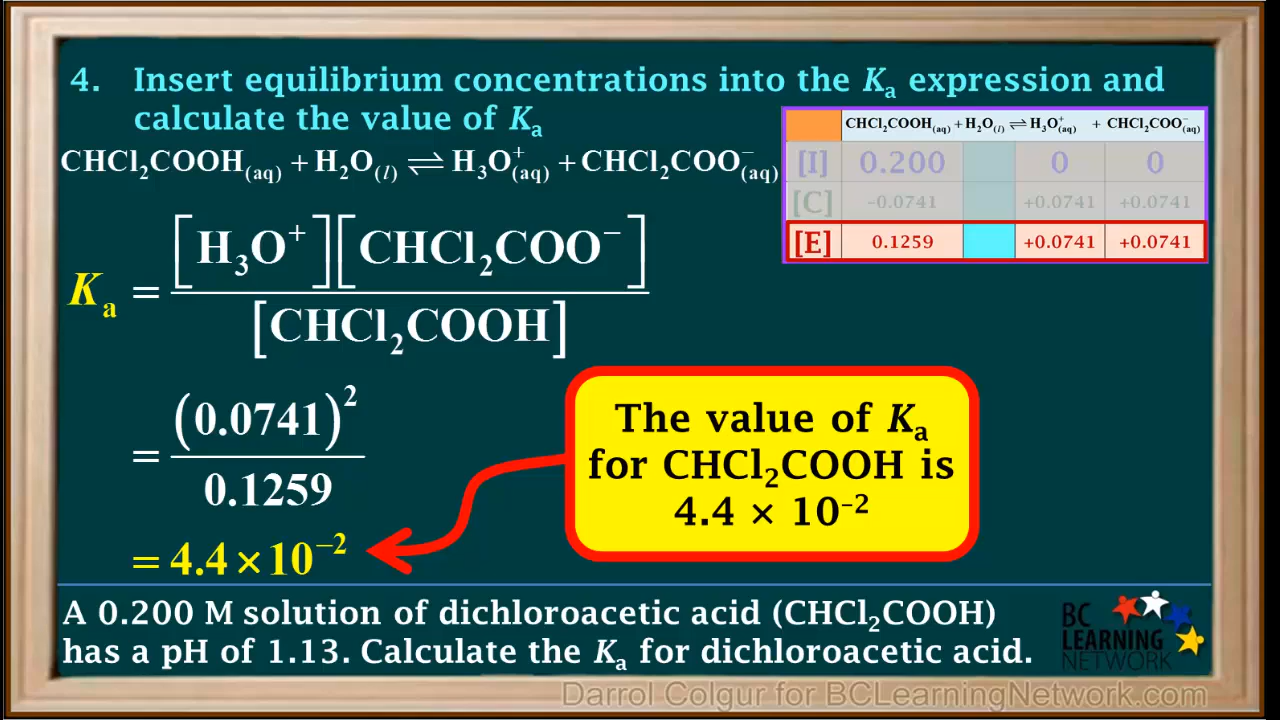 4. Insert equilibrium concentrations into the Kₐ expression and
calculate the value of Kₐ
CHCl₂COOH(aq) + H₂O(l) ⇌ H₃O⁺(aq) + CHCl₂COO⁻(aq)
CHCl₂COOH(aq) + H₂O(l) ⇌ H₃O⁺(aq) + CHCl₂COO⁻(aq)
[I] 0.200 0 0
[C] −0.0741 +0.0741 +0.0741
[E] 0.1259 +0.0741 +0.0741
Kₐ = [H₃O⁺][CHCl₂COO⁻]
[CHCl₂COOH]
= (0.0741)²
0.1259
= 4.4 × 10⁻²
The value of Kₐ
for CHCl₂COOH is
4.4 × 10⁻²
A 0.200 M solution of dichloroacetic acid (CHCl₂COOH)
has a pH of 1.13. Calculate the Kₐ for dichloroacetic acid.
BC
LEARNING
NETWORK
Darrol Colgur for BCLearningNetwork.com